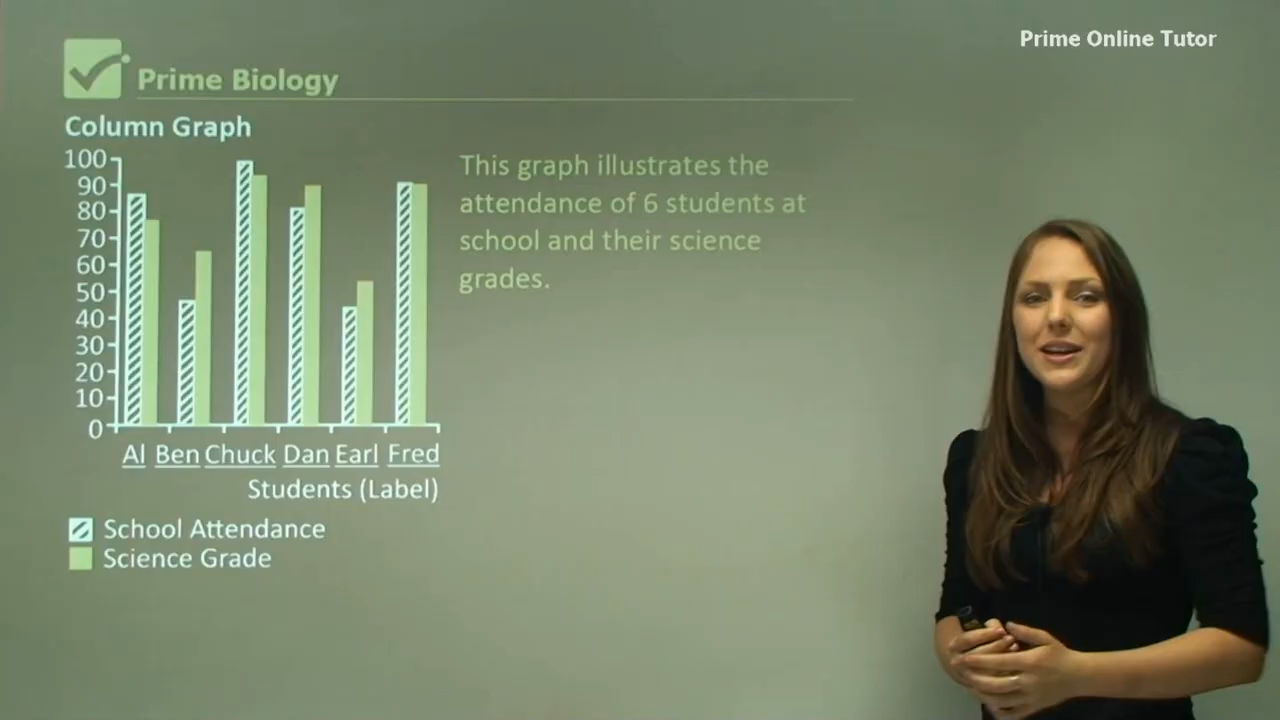 Prime Online Tutor
Prime Biology
Column Graph
100
90
80
70
60
50
40
30
20
10
0
Al Ben Chuck Dan Earl Fred
Students (Label)
School Attendance
Science Grade
This graph illustrates the
attendance of 6 students at
school and their science
grades.